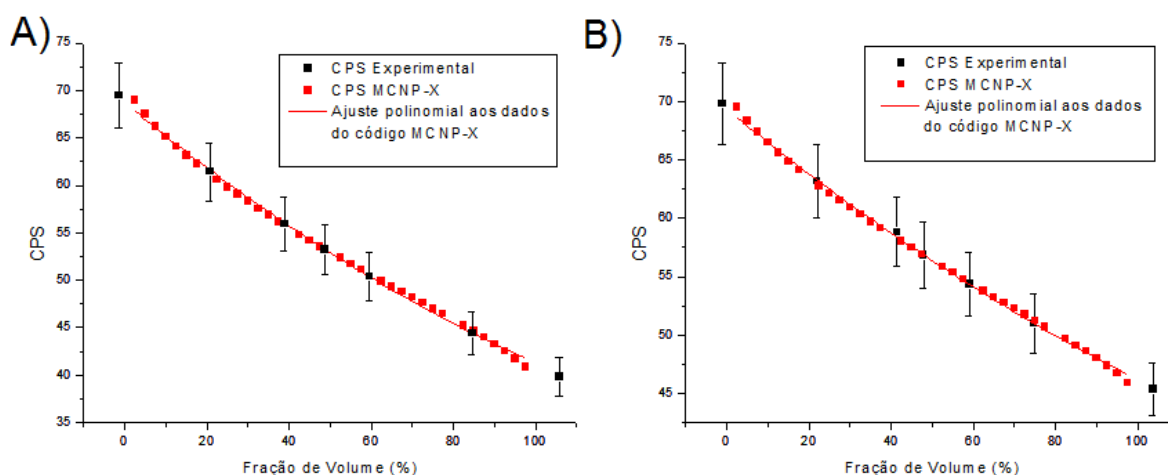 A)
75
70
65
60
55
50
45
40
35
CPS
0
20
40
60
80
100
Fração de Volume (%)
CPS Experimental
CPS MCNP-X
Ajuste polinomial aos dados
do código MCNP-X
B)
75
70
65
60
55
50
45
CPS
0
20
40
60
80
100
Fração de Volume (%)
CPS Experimental
CPS MCNP-X
Ajuste polinomial aos dados
do código MCNP-X